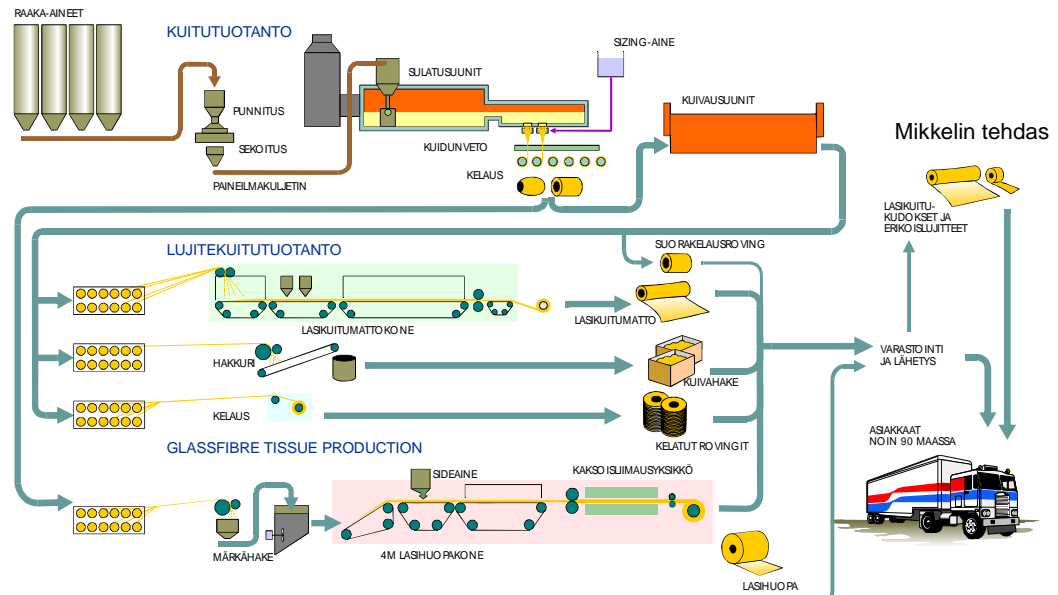 RAAKA-AINEET
KUITUTUOTANTO
SIZING-AINE
SULATUSUUNIT
KUIVAUSUUNIT
PUNNITUS
Mikkelin tehdas
SEKOITUS
KUIDUNVETO
KELAUS
PAINEILMAKULJETIN
LASIKUITU-
KUDOKSET JA
ERIKOISLUJITTEET
LUJITEKUITUTUOTANTO
SUORAKELAUSROVING
LASIKUITUMATTOKONE
LASIKUITUMATTO
HAKKURI
KUIVAHAKE
VARASTOINTI
JA LÄHETYS
KELAUS
KELATUT ROVINGIT
ASIAKKAAT
NOIN 90 MAASSA
GLASSFIBRE TISSUE PRODUCTION
SIDEAINE
KAKSOISLIIMAUSYKSIKKÖ
MÄRKÄHAKE
4M LASIHUOPAKONE
LASIHUOPA